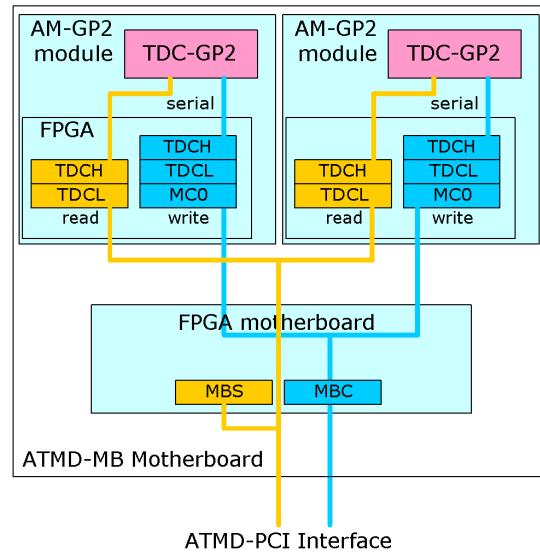 AM-GP2
module
TDC-GP2
serial
FPGA
TDCH
TDCL
read
TDCH
TDCL
MC0
write
AM-GP2
module
TDC-GP2
serial
TDCH
TDCL
read
TDCH
TDCL
MC0
write
FPGA motherboard
MBS
MBC
ATMD-MB Motherboard
ATMD-PCI Interface